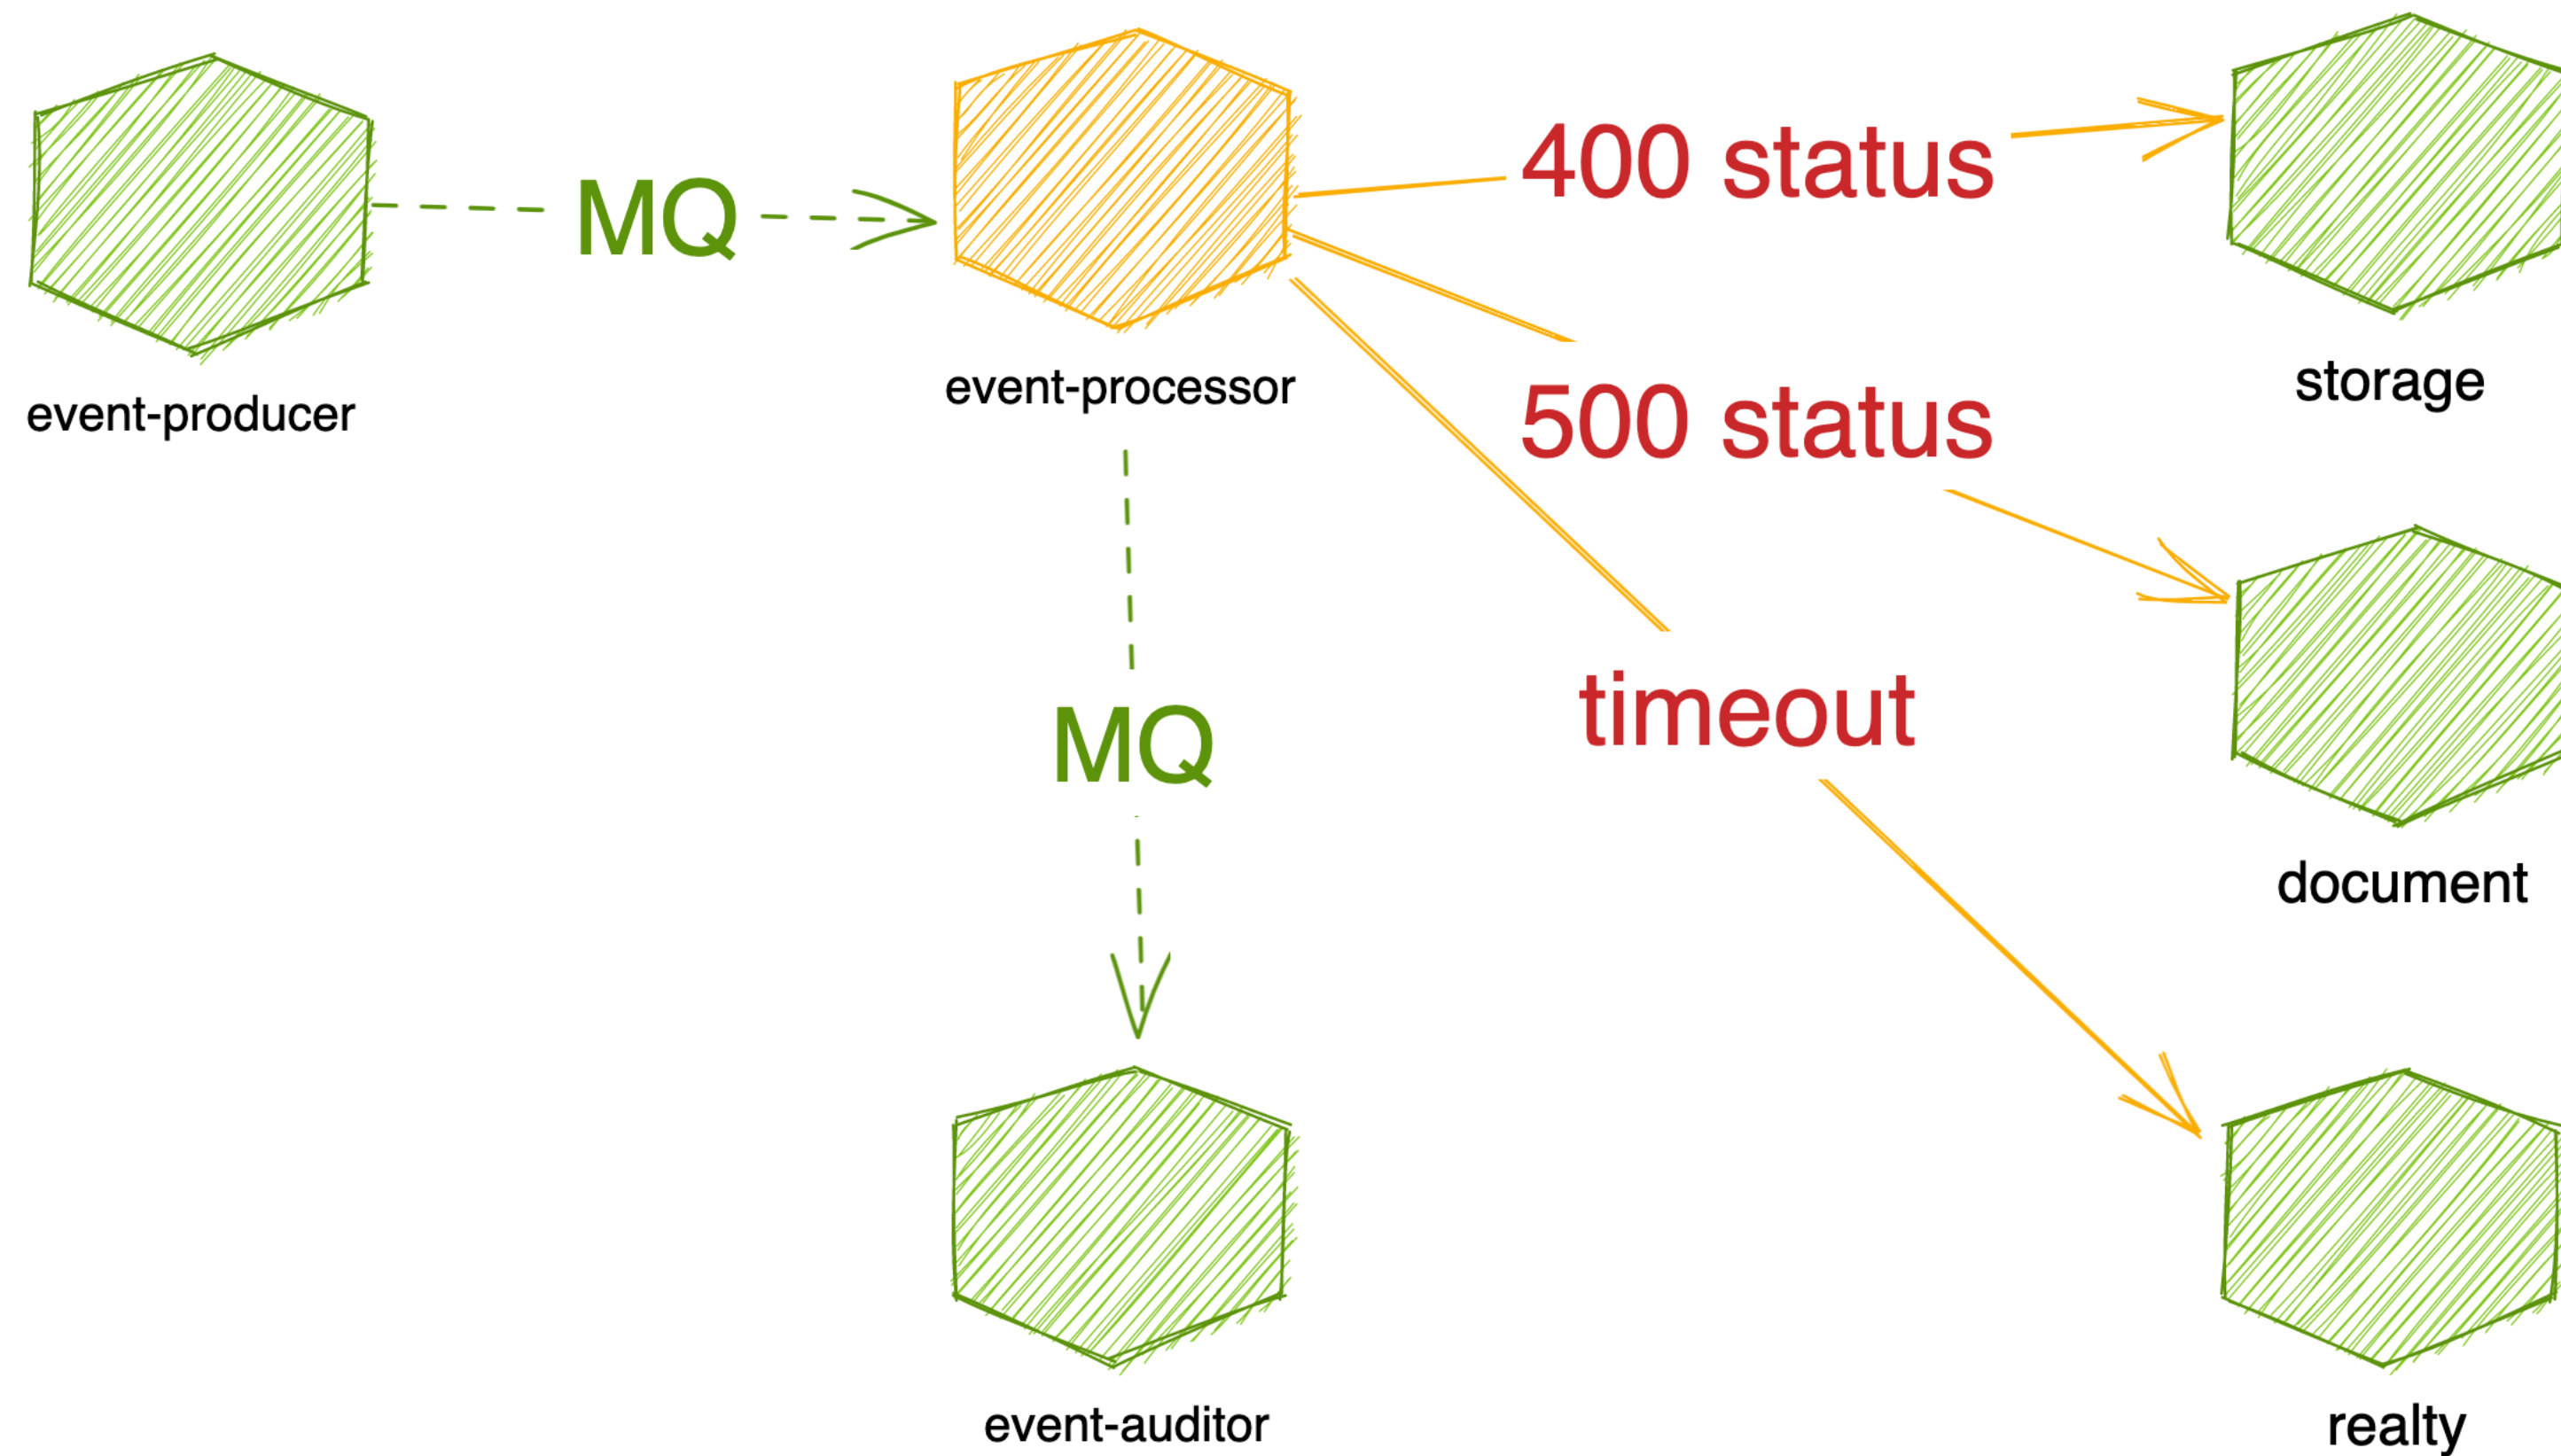 400 status
MQ
storage
event-processor
event-producer
500 status
timeout
MQ
document
event-auditor
realty